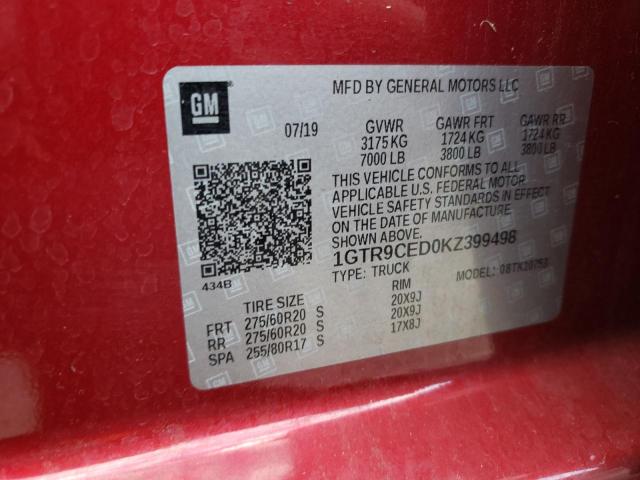 GM
MFD BY GENERAL MOTORS LLC
07/19 GVWR GAWR FRT GAWR RR
3175 KG 1724 KG 1724 KG
7000 LB 3800 LB 3800 LB
THIS VEHICLE CONFORMS TO ALL
APPLICABLE U.S. FEDERAL MOTOR
VEHICLE SAFETY STANDARDS IN EFFECT
ON THE DATE OF MANUFACTURE
SHOWN ABOVE.
1GTR9CED0KZ399498
TYPE: TRUCK MODEL: 08TK10753
434B
TIRE SIZE RIM
FRT 275/60R20 S 20X9J
RR 275/60R20 S 20X9J
SPA 255/80R17 S 17X8J